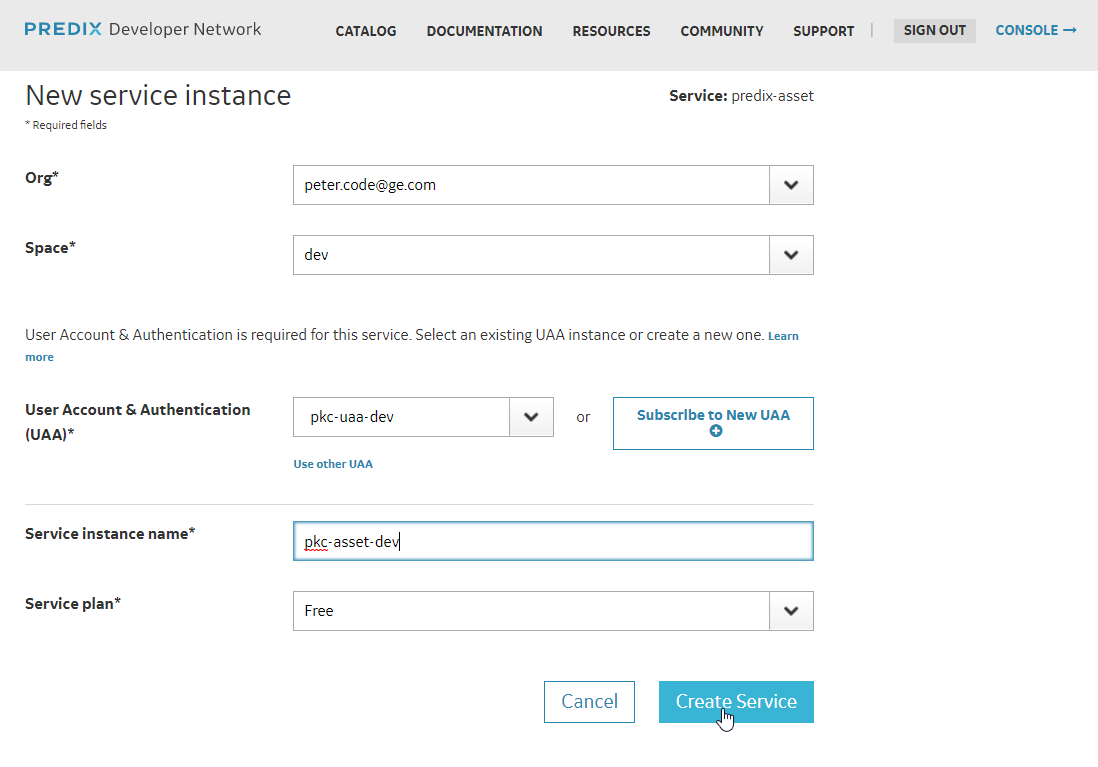 PREDIX Developer Network
CATALOG
DOCUMENTATION
RESOURCES
COMMUNITY
SUPPORT
SIGN OUT
CONSOLE →
New service instance
Service: predix-asset
* Required fields
Org*
peter.code@ge.com
Space*
dev
User Account & Authentication is required for this service. Select an existing UAA instance or create a new one. Learn
more
User Account & Authentication
(UAA)*
pkc-uaa-dev
or
Subscribe to New UAA
Use other UAA
Service instance name*
pkc-asset-dev
Service plan*
Free
Cancel
Create Service